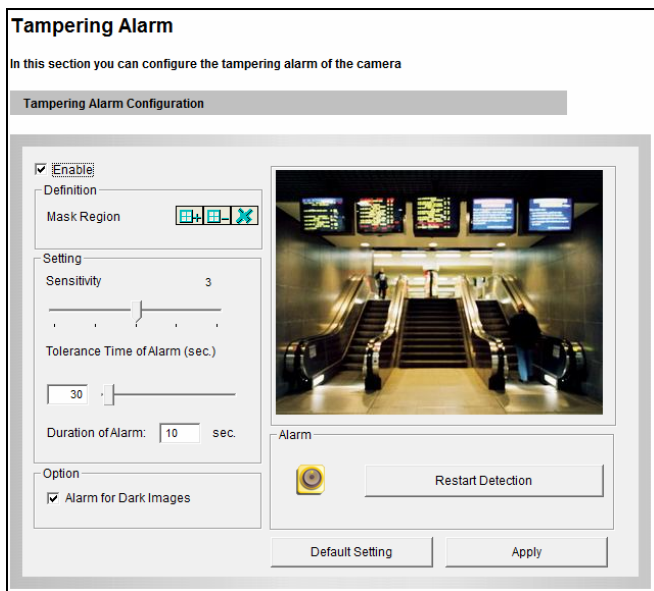 Tampering Alarm
In this section you can configure the tampering alarm of the camera
Tampering Alarm Configuration
Enable
Definition
Mask Region
Setting
Sensitivity 3
Tolerance Time of Alarm (sec.)
30
Duration of Alarm: 10 sec.
Option
Alarm for Dark Images
Alarm
Restart Detection
Default Setting
Apply